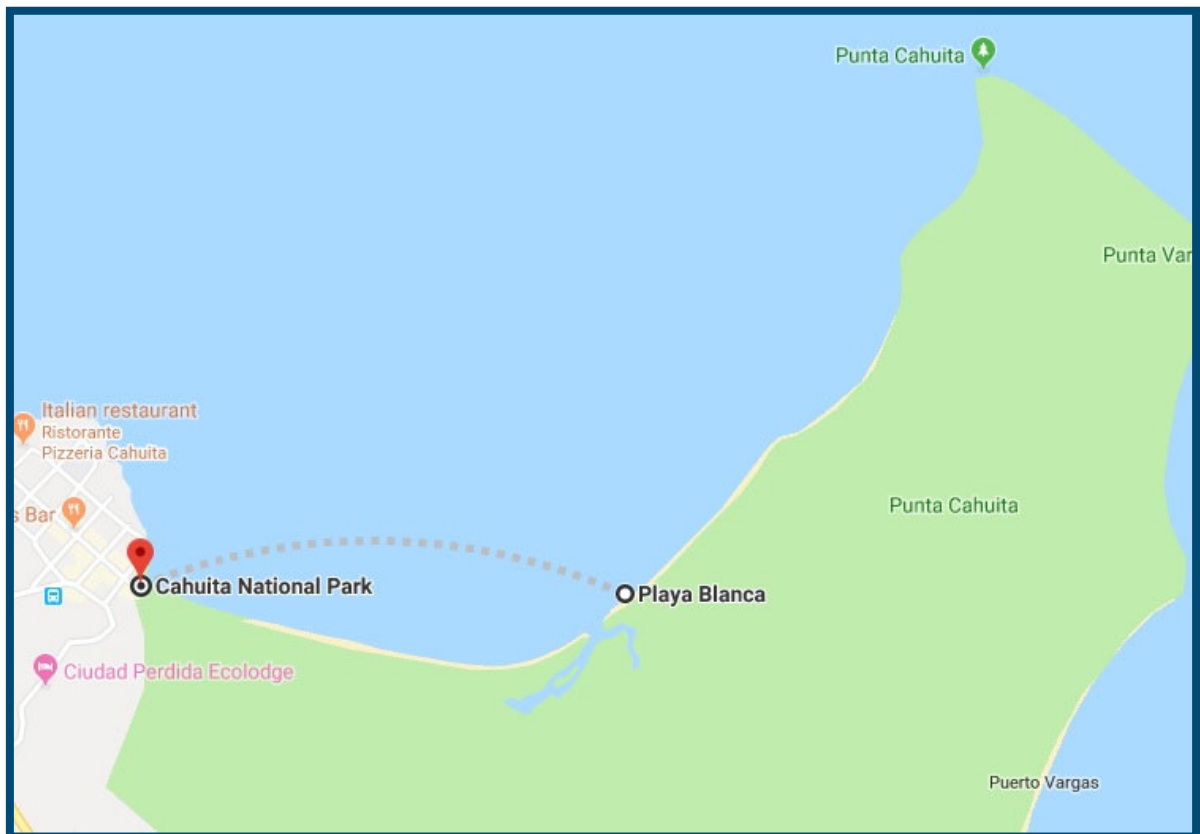 Punta Cahuita
Punta Var
Italian restaurant
Ristorante
Pizzeria Cahuita
s Bar
Punta Cahuita
Cahuita National Park
Playa Blanca
Ciudad Perdida Ecolodge
Puerto Vargas